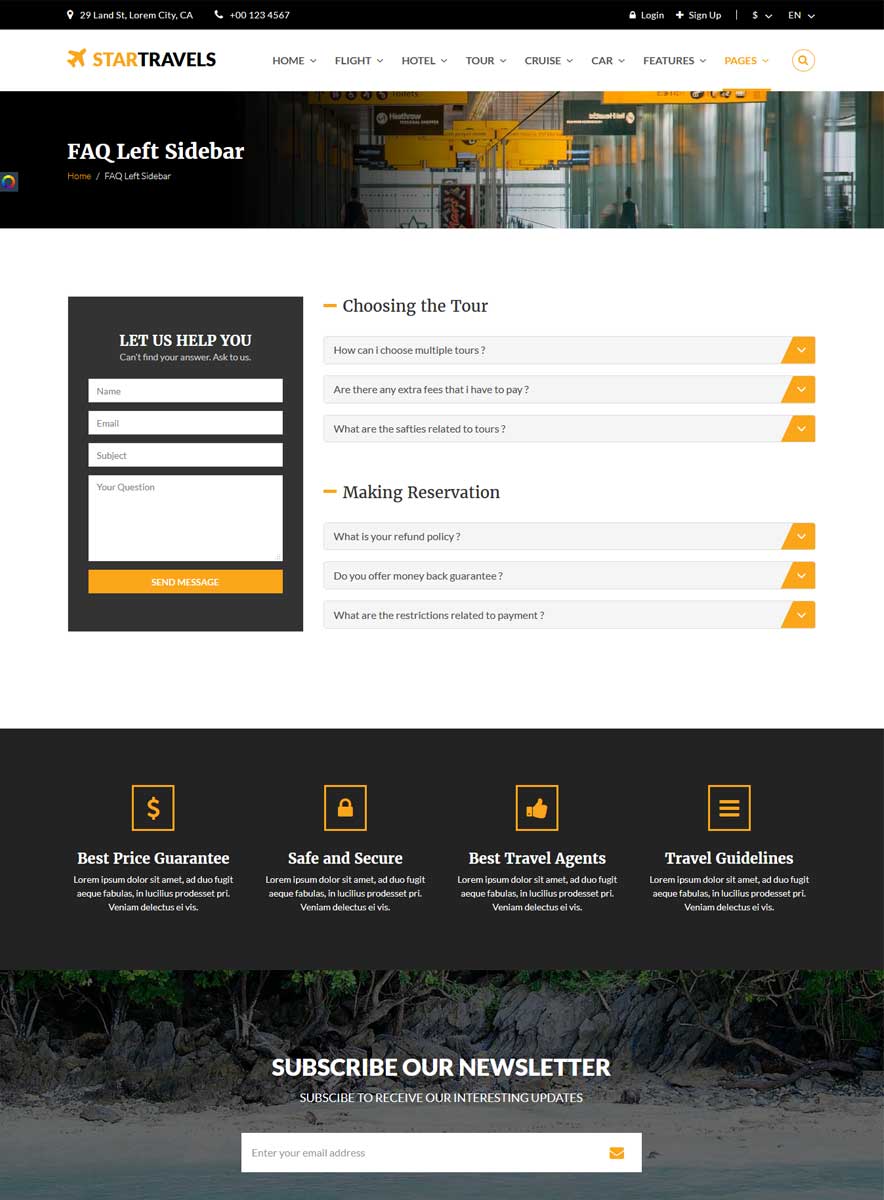 29 Land St, Lorem City, CA +00 123 4567 Login Sign Up $ EN
STARTRAVELS HOME FLIGHT HOTEL TOUR CRUISE CAR FEATURES PAGES
Heathrow
FAQ Left Sidebar
Home / FAQ Left Sidebar
LET US HELP YOU
Can't find your answer. Ask to us.
Name
Email
Subject
Your Question
SEND MESSAGE
Choosing the Tour
How can i choose multiple tours ?
Are there any extra fees that i have to pay ?
What are the safties related to tours ?
Making Reservation
What is your refund policy ?
Do you offer money back guarantee ?
What are the restrictions related to payment ?
$
Best Price Guarantee
Lorem ipsum dolor sit amet, ad duo fugit
aeque fabulas, in lucilius prodesset pri.
Veniam delectus ei vis.
Safe and Secure
Lorem ipsum dolor sit amet, ad duo fugit
aeque fabulas, in lucilius prodesset pri.
Veniam delectus ei vis.
Best Travel Agents
Lorem ipsum dolor sit amet, ad duo fugit
aeque fabulas, in lucilius prodesset pri.
Veniam delectus ei vis.
Travel Guidelines
Lorem ipsum dolor sit amet, ad duo fugit
aeque fabulas, in lucilius prodesset pri.
Veniam delectus ei vis.
SUBSCRIBE OUR NEWSLETTER
SUBSCIBE TO RECEIVE OUR INTERESTING UPDATES
Enter your email address